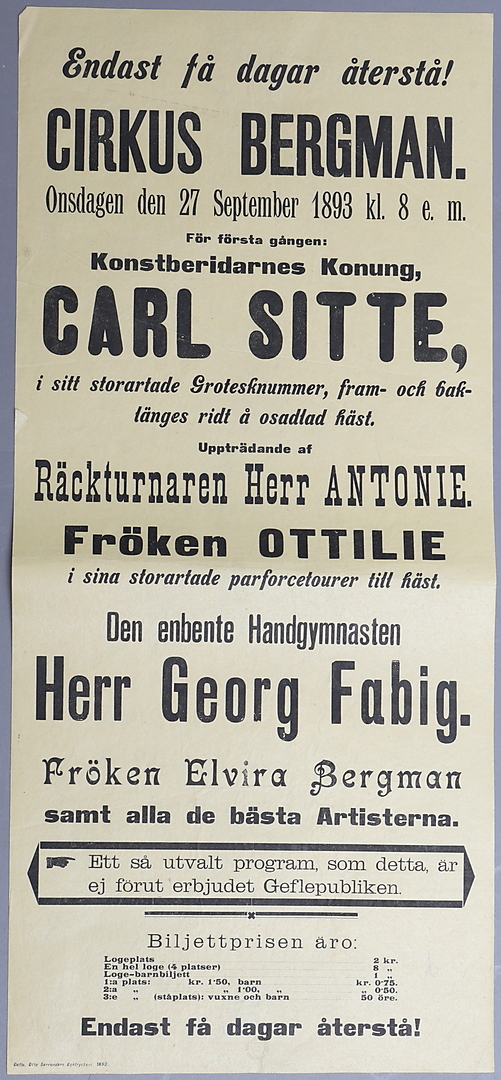 Endast få dagar återstå!
CIRKUS BERGMAN.
Onsdagen den 27 September 1893 kl. 8 e. m.
För första gången:
Konstberidarnes Konung,
CARL SITTE,
i sitt storartade Grotesknummer, fram- och bak-
länges ridt å osadlad häst.
Uppträdande af
Räckturnaren Herr ANTONIE.
Fröken OTTILIE
i sina storartade parforcetourer till häst.
Den enbente Handgymnasten
Herr Georg Fabig.
Fröken Elvira Bergman
samt alla de bästa Artisterna.
Ett så utvalt program, som detta, är
ej förut erbjudet Geflepubliken.
Biljettprisen äro:
Logeplats 2 kr.
En hel loge (4 platser) 8 „
Loge-barnbiljett 1 „
1:a plats: kr. 1'50, barn kr. 0'75.
2:a „ „ 1'00, „ „ 0'50.
3:e „ (ståplats): vuxne och barn 50 öre.
Endast få dagar återstå!
Gefle, 1893.